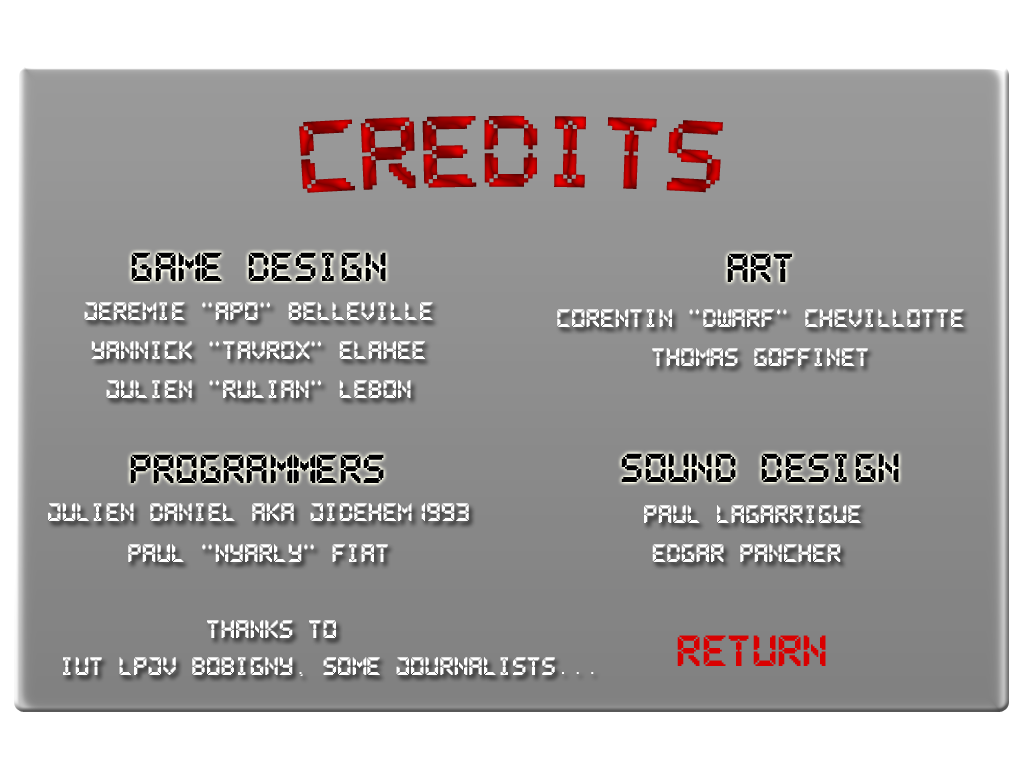 CREDITS
GAME DESIGN
JEREMIE "APO" BELLEVILLE
YANNICK "TAVROX" ELAHEE
JULIEN "RULIAN" LEBON
ART
CORENTIN "DWARF" CHEVILLOTTE
THOMAS GOFFINET
PROGRAMMERS
JULIEN DANIEL AKA JIDEHEM1993
PAUL "NYARLY" FIAT
SOUND DESIGN
PAUL LAGARRIGUE
EDGAR PANCHER
THANKS TO
IUT LPJV BOBIGNY, SOME JOURNALISTS...
RETURN